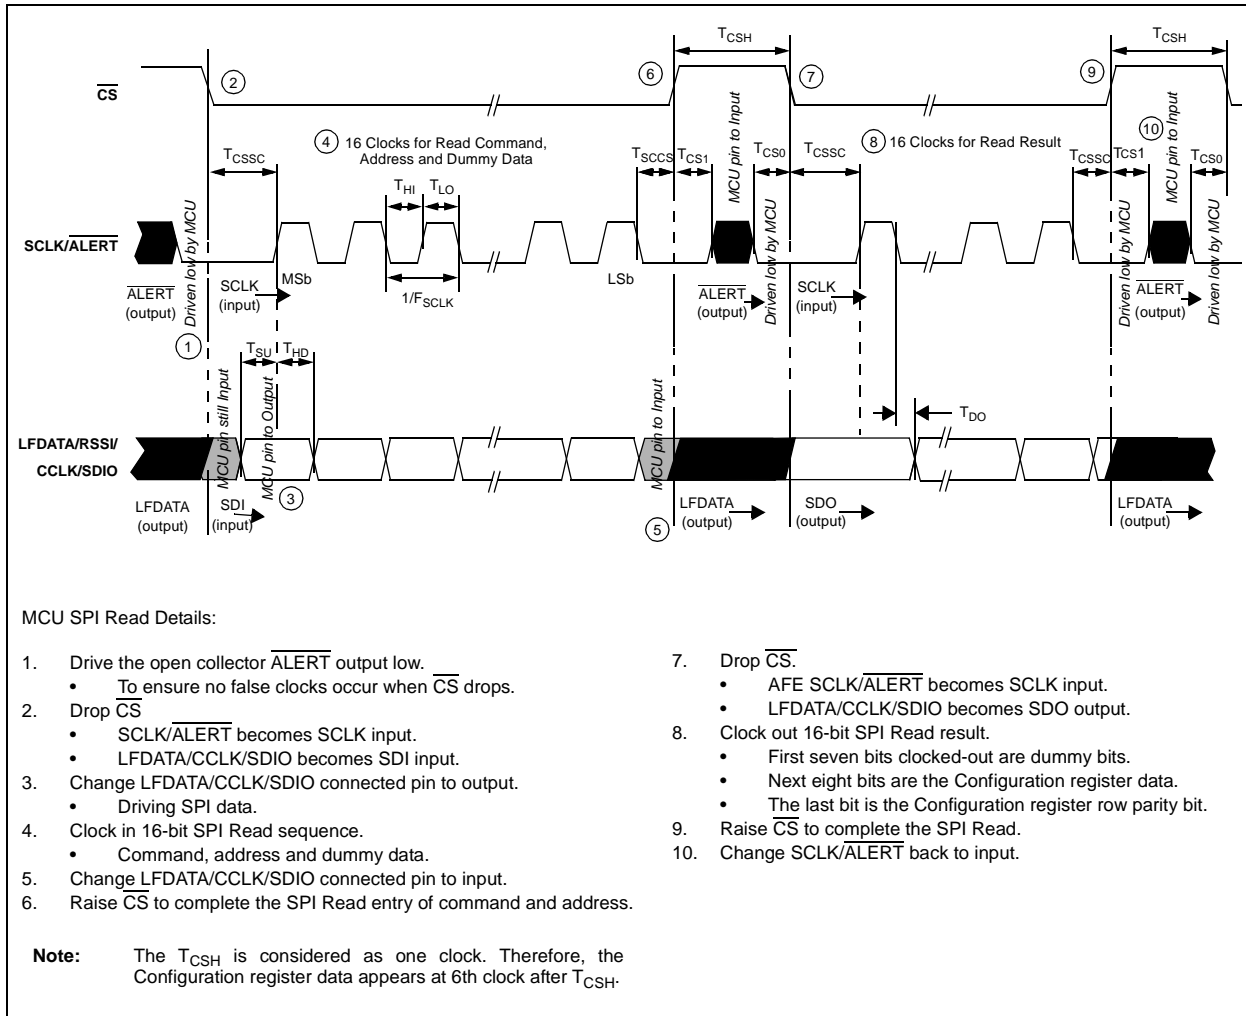 T_CSH
T_CSH
CS
2
6
7
9
10
4 16 Clocks for Read Command,
Address and Dummy Data
8 16 Clocks for Read Result
MCU pin to Input
MCU pin to Input
T_CSSC
T_HI
T_LO
T_SCCS
T_CS1
T_CS0
T_CSSC
T_CSSC
T_CS1
T_CS0
SCLK/ALERT
Driven low by MCU
MSb
LSb
1/F_SCLK
ALERT
(output)
SCLK
(input)
ALERT
(output)
Driven low by MCU
SCLK
(input)
Driven low by MCU
ALERT
(output)
Driven low by MCU
1
T_SU
T_HD
T_DO
LFDATA/RSSI/
CCLK/SDIO
MCU pin still Input
MCU pin to Output
MCU pin to Input
3
5
LFDATA
(output)
SDI
(input)
LFDATA
(output)
SDO
(output)
LFDATA
(output)
MCU SPI Read Details:
1. Drive the open collector ALERT output low.
• To ensure no false clocks occur when CS drops.
2. Drop CS
• SCLK/ALERT becomes SCLK input.
• LFDATA/CCLK/SDIO becomes SDI input.
3. Change LFDATA/CCLK/SDIO connected pin to output.
• Driving SPI data.
4. Clock in 16-bit SPI Read sequence.
• Command, address and dummy data.
5. Change LFDATA/CCLK/SDIO connected pin to input.
6. Raise CS to complete the SPI Read entry of command and address.
7. Drop CS.
• AFE SCLK/ALERT becomes SCLK input.
• LFDATA/CCLK/SDIO becomes SDO output.
8. Clock out 16-bit SPI Read result.
• First seven bits clocked-out are dummy bits.
• Next eight bits are the Configuration register data.
• The last bit is the Configuration register row parity bit.
9. Raise CS to complete the SPI Read.
10. Change SCLK/ALERT back to input.
Note: The T_CSH is considered as one clock. Therefore, the
Configuration register data appears at 6th clock after T_CSH.